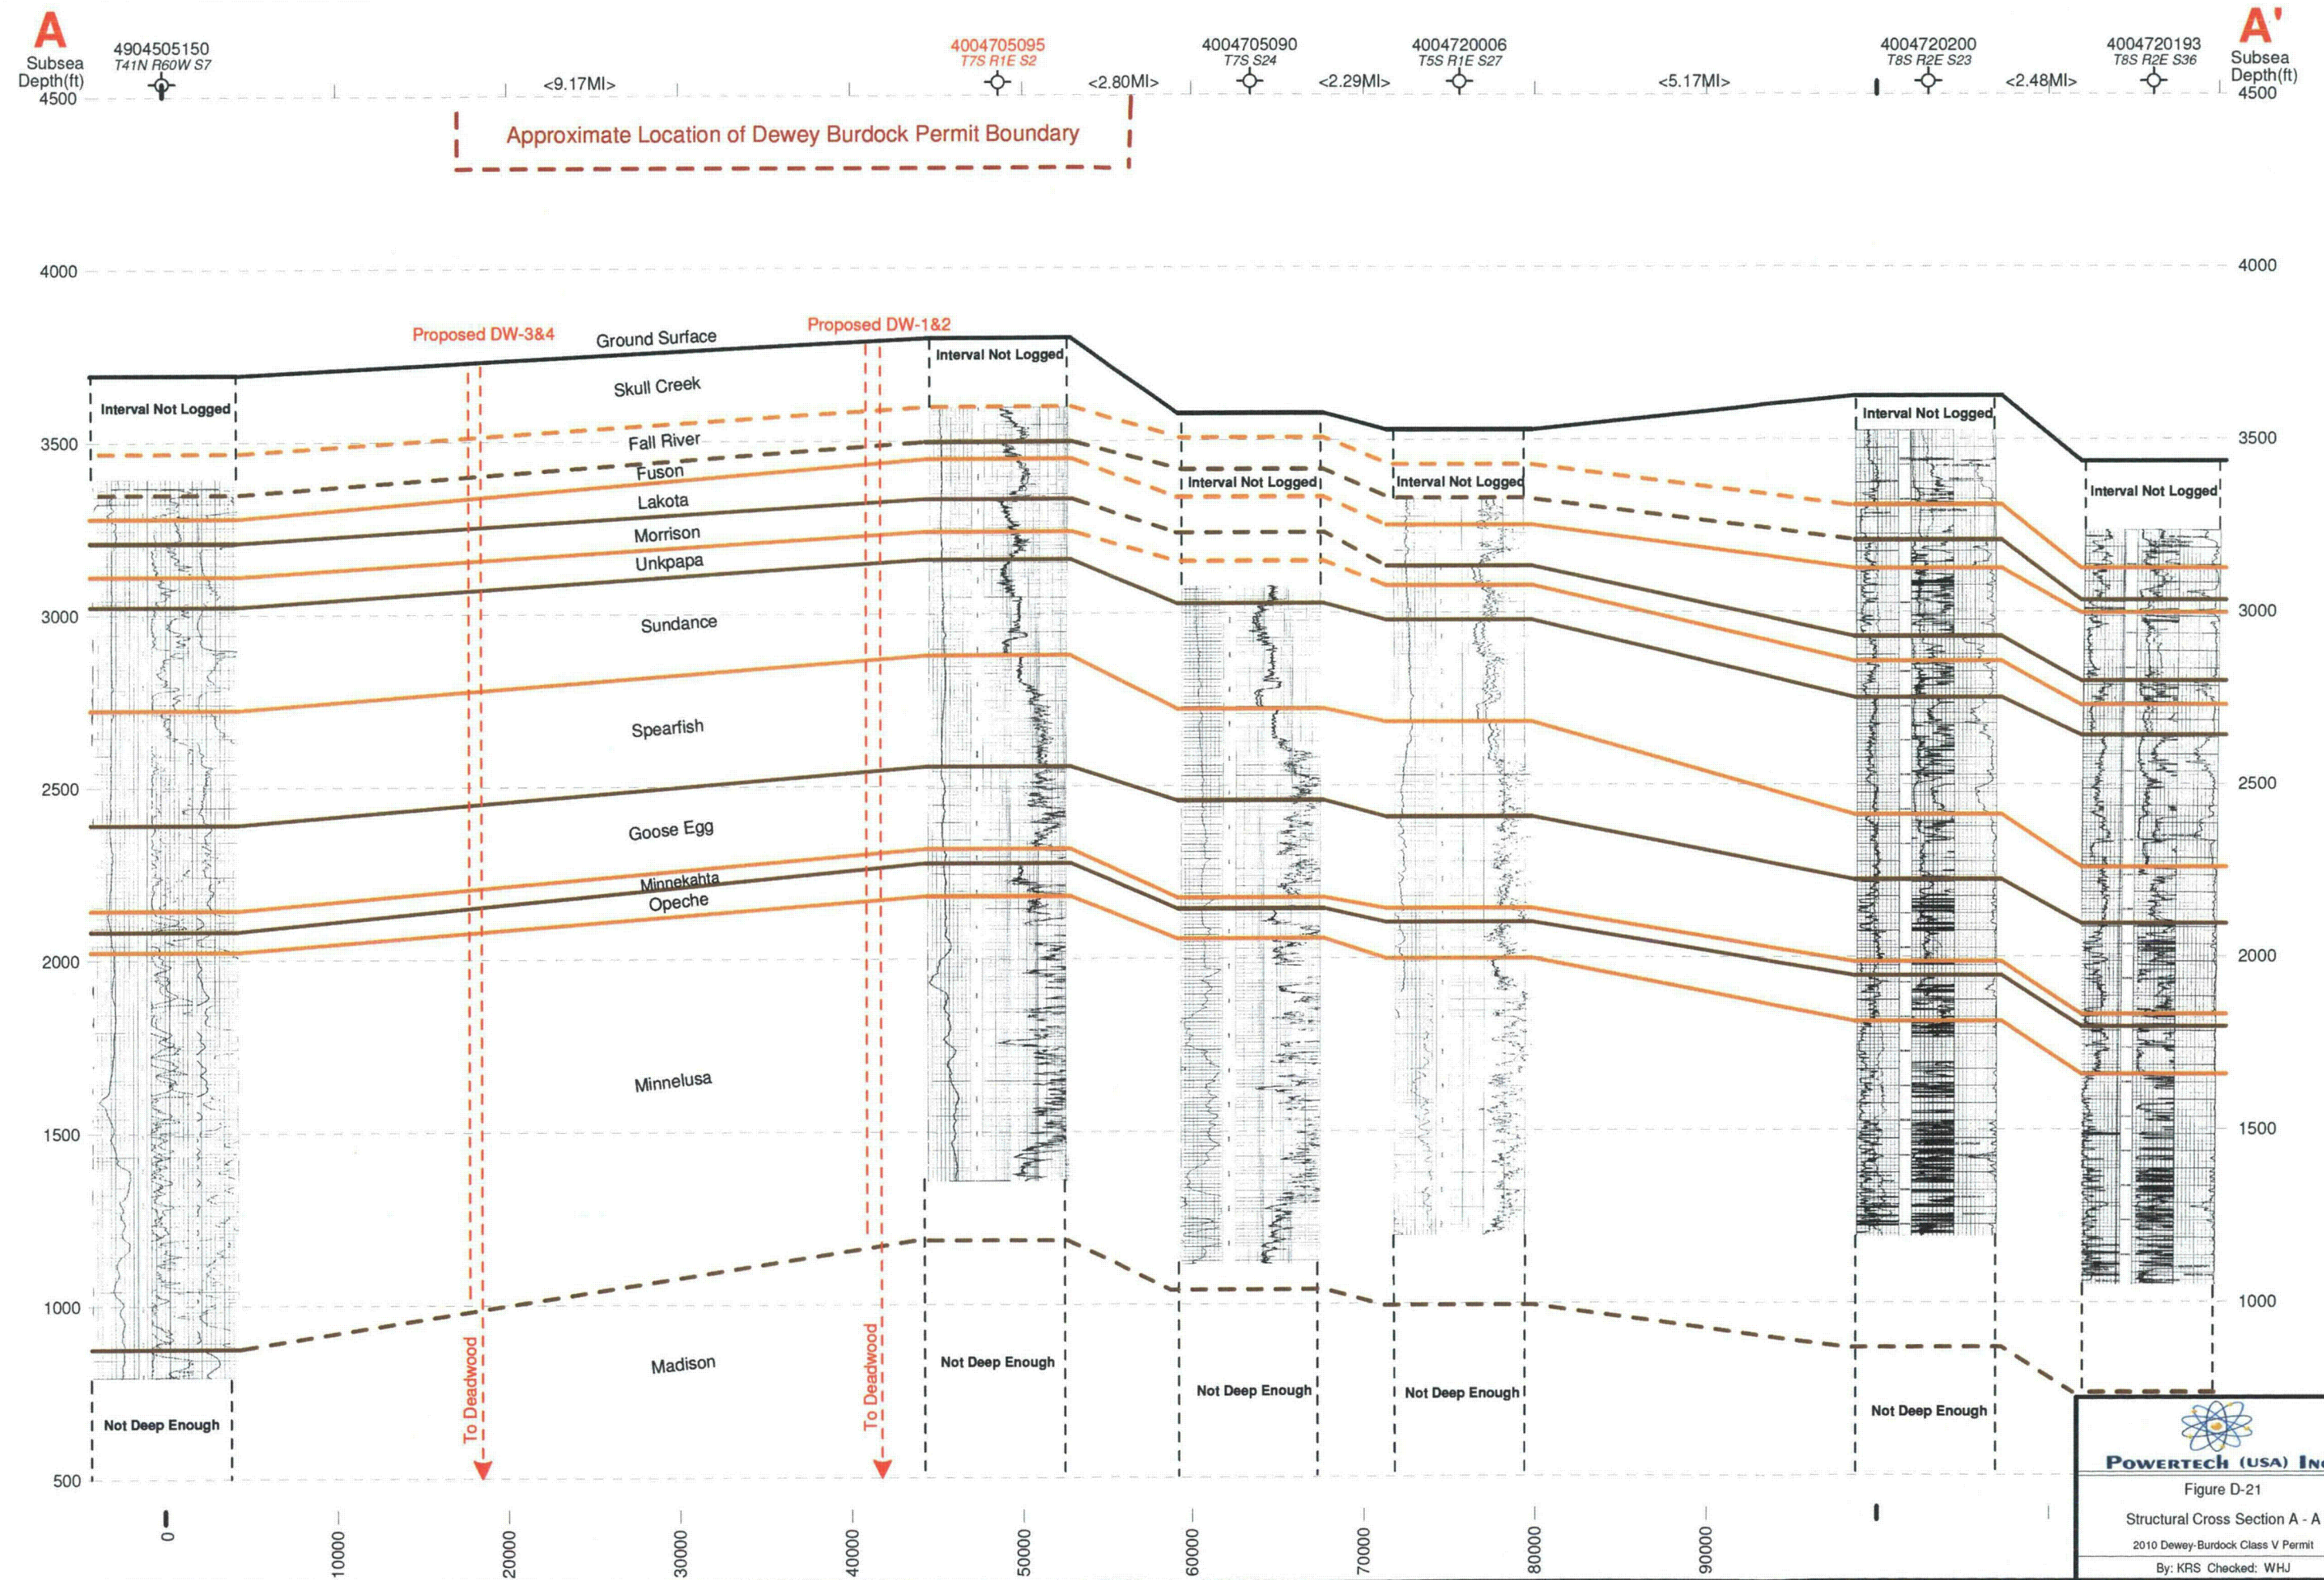 A
Subsea
Depth(ft)
4904505150
T41N R60W S7
<9.17MI>
4004705095
T7S R1E S2
<2.80MI>
4004705090
T7S S24
<2.29MI>
4004720006
T5S R1E S27
<5.17MI>
4004720200
T8S R2E S23
<2.48MI>
4004720193
T8S R2E S36
A'
Subsea
Depth(ft)
4500
4500
Approximate Location of Dewey Burdock Permit Boundary
4000
4000
Proposed DW-3&4
Ground Surface
Proposed DW-1&2
Interval Not Logged
Skull Creek
Interval Not Logged
Interval Not Logged
3500
Fall River
3500
Fuson
Interval Not Logged
Interval Not Logged
Interval Not Logged
Lakota
Morrison
Unkpapa
3000
Sundance
3000
Spearfish
2500
2500
Goose Egg
Minnekahta
Opeche
2000
2000
Minnelusa
1500
1500
1000
1000
To Deadwood
To Deadwood
Madison
Not Deep Enough
Not Deep Enough
Not Deep Enough
Not Deep Enough
Not Deep Enough
500
0
10000
20000
30000
40000
50000
60000
70000
80000
90000
POWERTECH (USA) INC
Figure D-21
Structural Cross Section A - A
2010 Dewey-Burdock Class V Permit
By: KRS Checked: WHJ